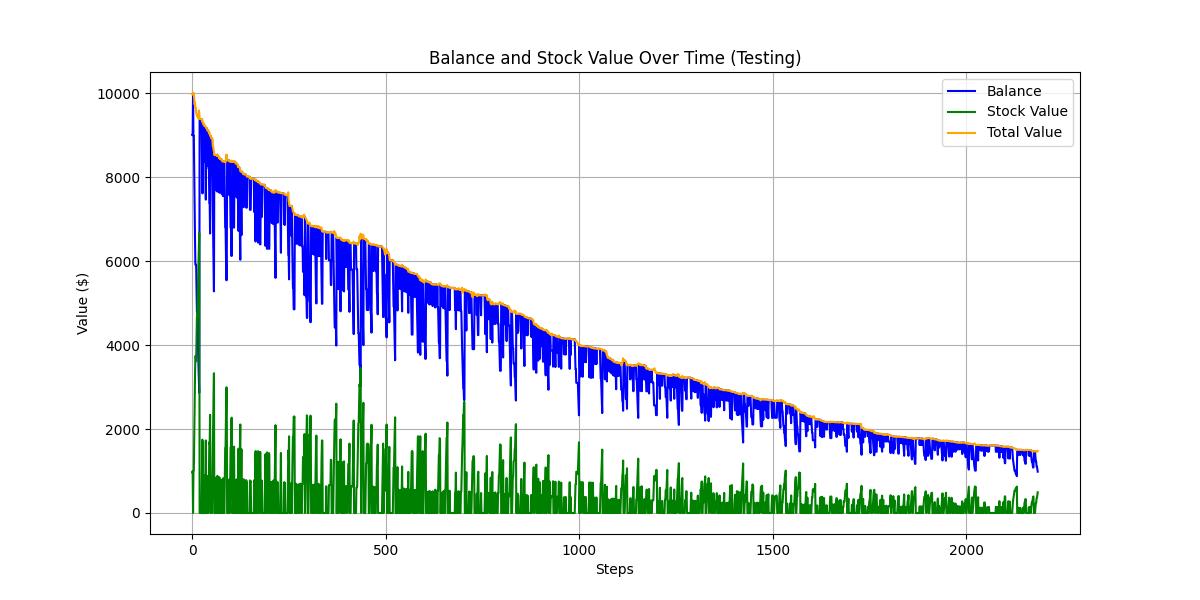 Balance and Stock Value Over Time (Testing)
Balance
Stock Value
Total Value
Value ($)
10000
8000
6000
4000
2000
0
0 500 1000 1500 2000
Steps